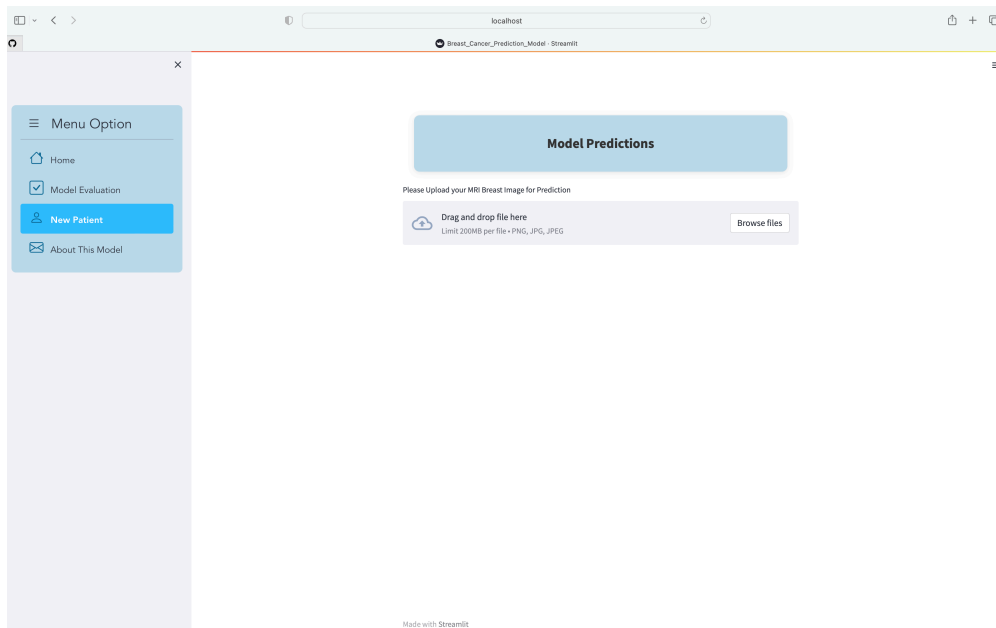 localhost
Breast_Cancer_Prediction_Model · Streamlit
Menu Option
Home
Model Evaluation
New Patient
About This Model
Model Predictions
Please Upload your MRI Breast Image for Prediction
Drag and drop file here
Limit 200MB per file • PNG, JPG, JPEG
Browse files
Made with Streamlit